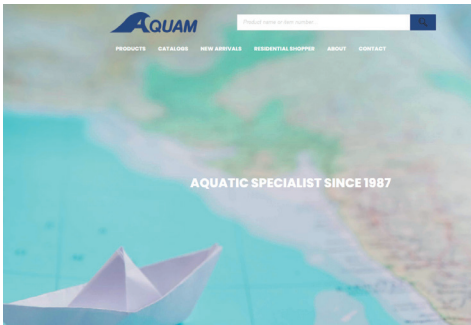 AQUAM
Product name or item number...
PRODUCTS CATALOGS NEW ARRIVALS RESIDENTIAL SHOPPER ABOUT CONTACT
AQUATIC SPECIALIST SINCE 1987